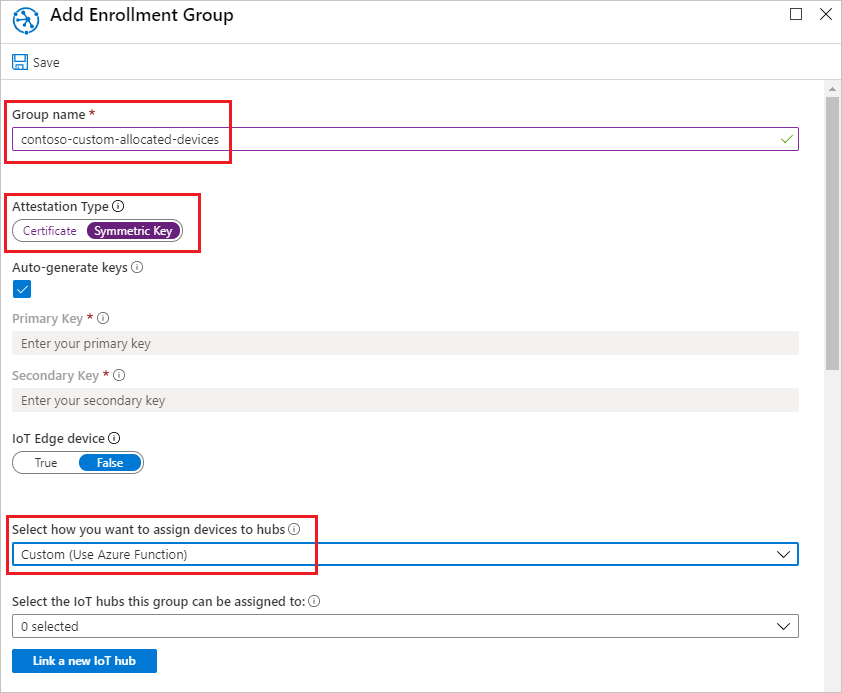 Add Enrollment Group
Save
Group name *
contoso-custom-allocated-devices
Attestation Type
Certificate Symmetric Key
Auto-generate keys
Primary Key *
Enter your primary key
Secondary Key *
Enter your secondary key
IoT Edge device
True False
Select how you want to assign devices to hubs
Custom (Use Azure Function)
Select the IoT hubs this group can be assigned to:
0 selected
Link a new IoT hub